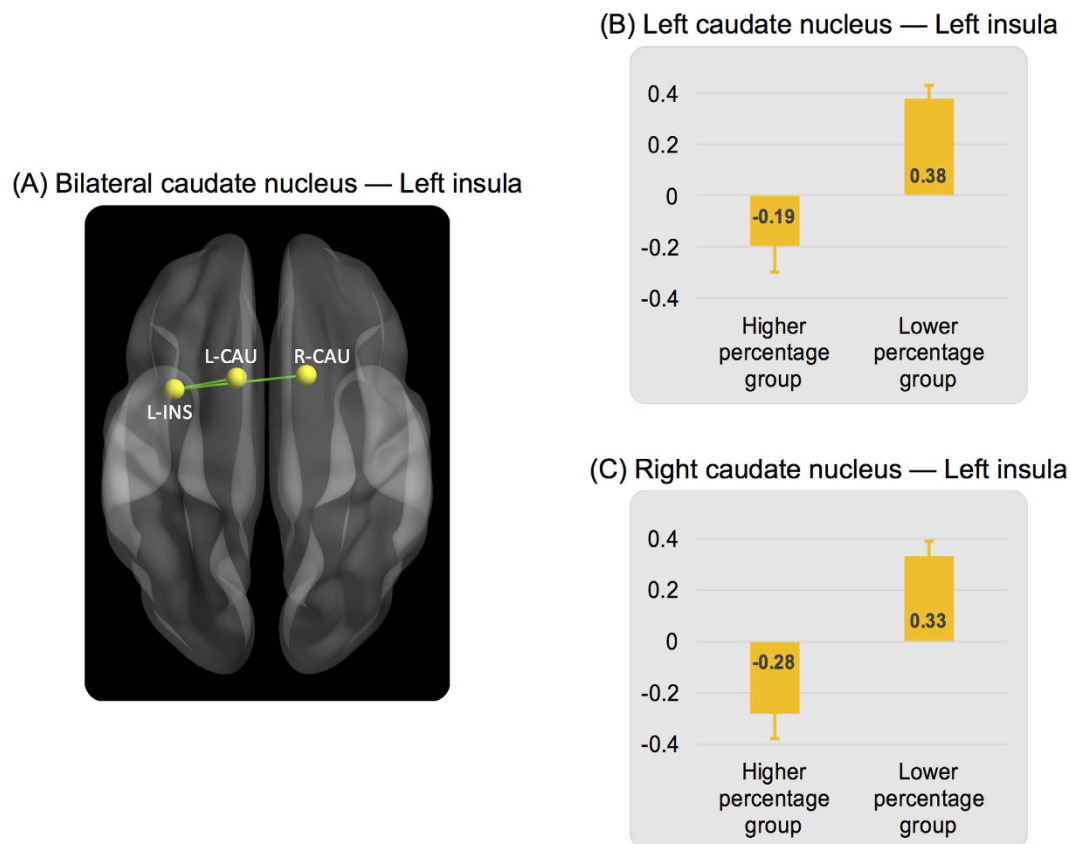 (A) Bilateral caudate nucleus — Left insula
L-CAU
R-CAU
L-INS
(B) Left caudate nucleus — Left insula
0.4
0.2
0
-0.2
-0.4
-0.19
0.38
Higher
percentage
group
Lower
percentage
group
(C) Right caudate nucleus — Left insula
0.4
0.2
0
-0.2
-0.4
-0.28
0.33
Higher
percentage
group
Lower
percentage
group